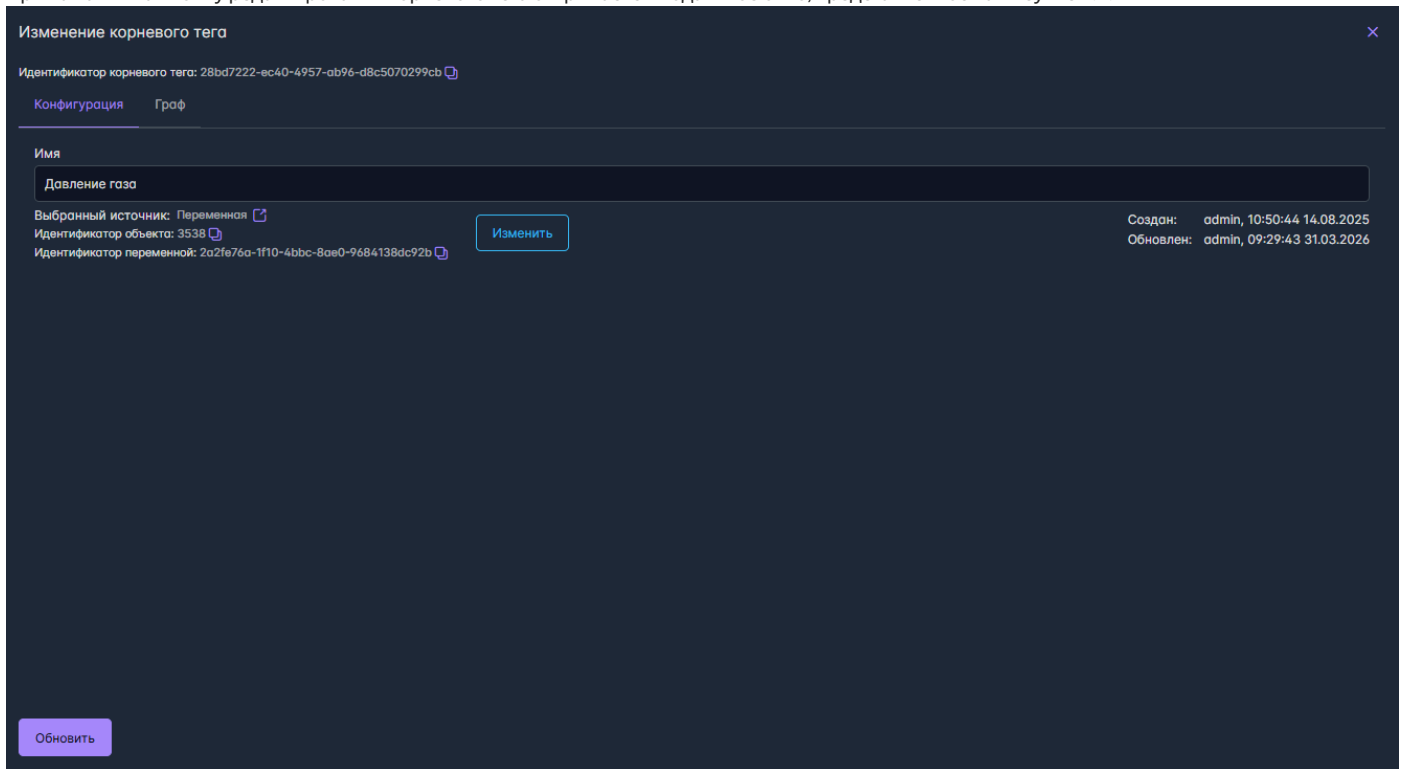 Изменение корневого тега
Идентификатор корневого тега: 28bd7222-ec40-4957-ab96-d8c5070299cb
Конфигурация Граф
Имя
Давление газа
Выбранный источник: Переменная
Идентификатор объекта: 3538
Идентификатор переменной: 2a2fe76a-1f10-4bbc-8ae0-9684138dc92b
Изменить
Создан: admin, 10:50:44 14.08.2025
Обновлен: admin, 09:29:43 31.03.2026
Обновить